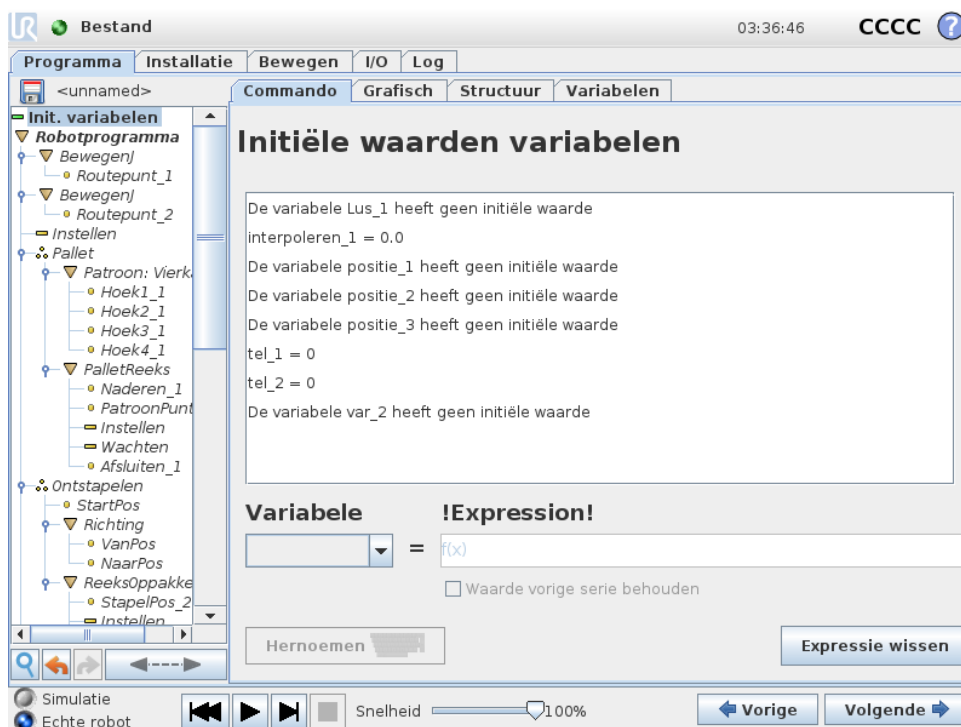 UR Bestand 03:36:46 CCCC ?
Programma Installatie Bewegen I/O Log
<unnamed>
Commando Grafisch Structuur Variabelen
Init. variabelen
Robotprogramma
BewegenJ
Routepunt_1
BewegenJ
Routepunt_2
Instellen
Pallet
Patroon: Vierka
Hoek1_1
Hoek2_1
Hoek3_1
Hoek4_1
PalletReeks
Naderen_1
PatroonPunt
Instellen
Wachten
Afsluiten_1
Ontstapelen
StartPos
Richting
VanPos
NaarPos
ReeksOppakke
StapelPos_2
Instellen
Initiële waarden variabelen
De variabele Lus_1 heeft geen initiële waarde
interpoleren_1 = 0.0
De variabele positie_1 heeft geen initiële waarde
De variabele positie_2 heeft geen initiële waarde
De variabele positie_3 heeft geen initiële waarde
tel_1 = 0
tel_2 = 0
De variabele var_2 heeft geen initiële waarde
Variabele !Expression!
= f(x)
Waarde vorige serie behouden
Hernoemen
Expressie wissen
Simulatie
Echte robot
Snelheid 100%
Vorige Volgende